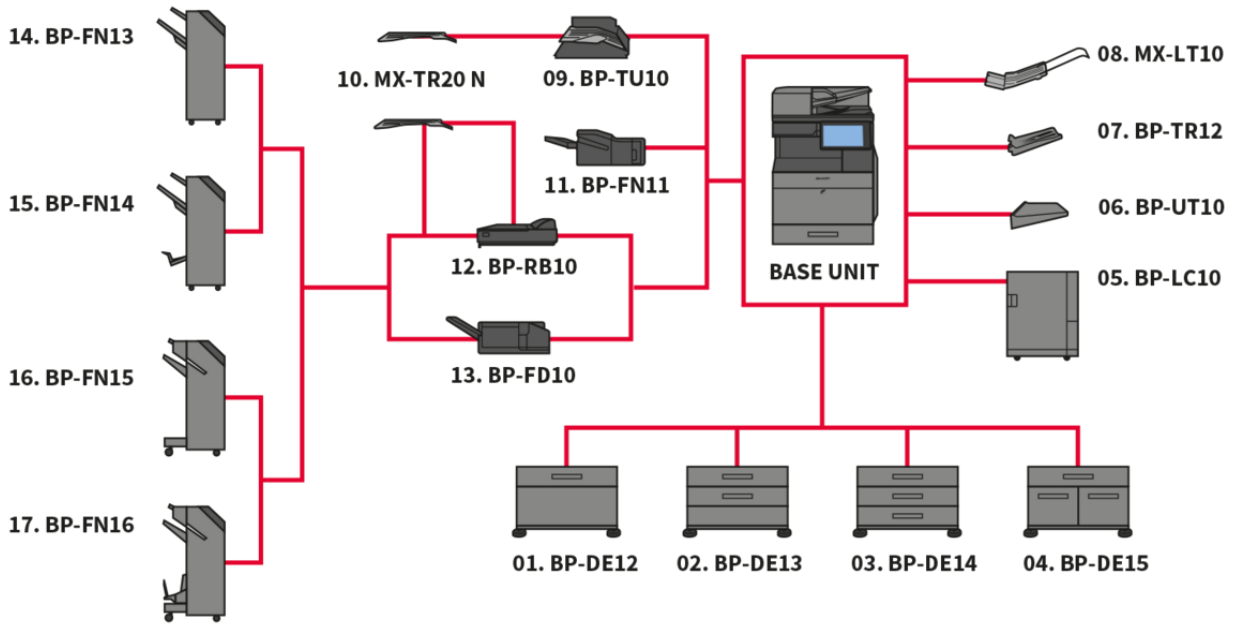 14. BP-FN13
10. MX-TR20 N
09. BP-TU10
08. MX-LT10
07. BP-TR12
11. BP-FN11
15. BP-FN14
06. BP-UT10
12. BP-RB10
BASE UNIT
05. BP-LC10
16. BP-FN15
13. BP-FD10
17. BP-FN16
01. BP-DE12
02. BP-DE13
03. BP-DE14
04. BP-DE15